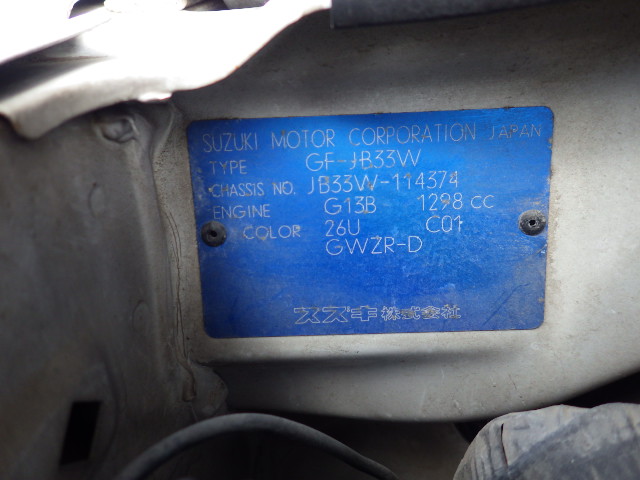 SUZUKI MOTOR CORPORATION JAPAN
TYPE GF-JB33W
CHASSIS NO. JB33W-114374
ENGINE G13B 1298 CC
COLOR 26U C01
GWZR-D
スズキ株式会社